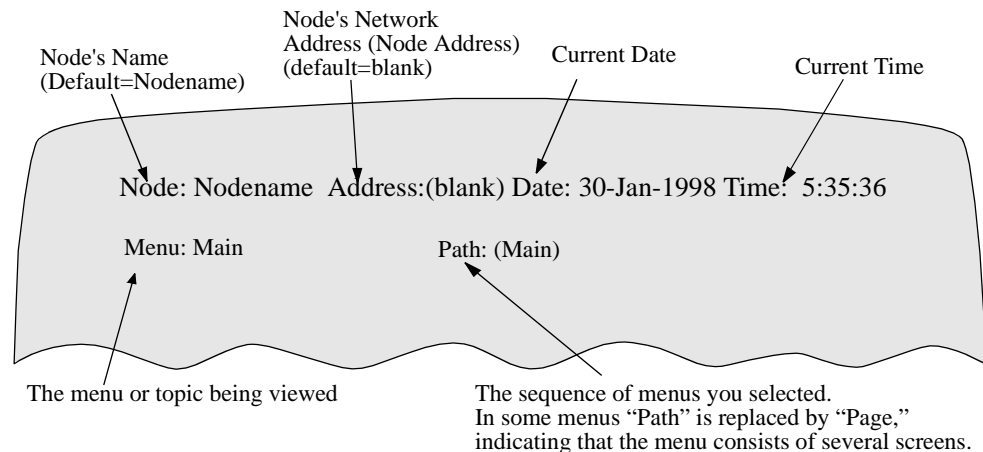 Node's Network
Address (Node Address)
(default=blank)
Node's Name
(Default=Nodename)
Current Date
Current Time
Node: Nodename Address:(blank) Date: 30-Jan-1998 Time: 5:35:36
Menu: Main
Path: (Main)
The menu or topic being viewed
The sequence of menus you selected.
In some menus “Path” is replaced by “Page,”
indicating that the menu consists of several screens.